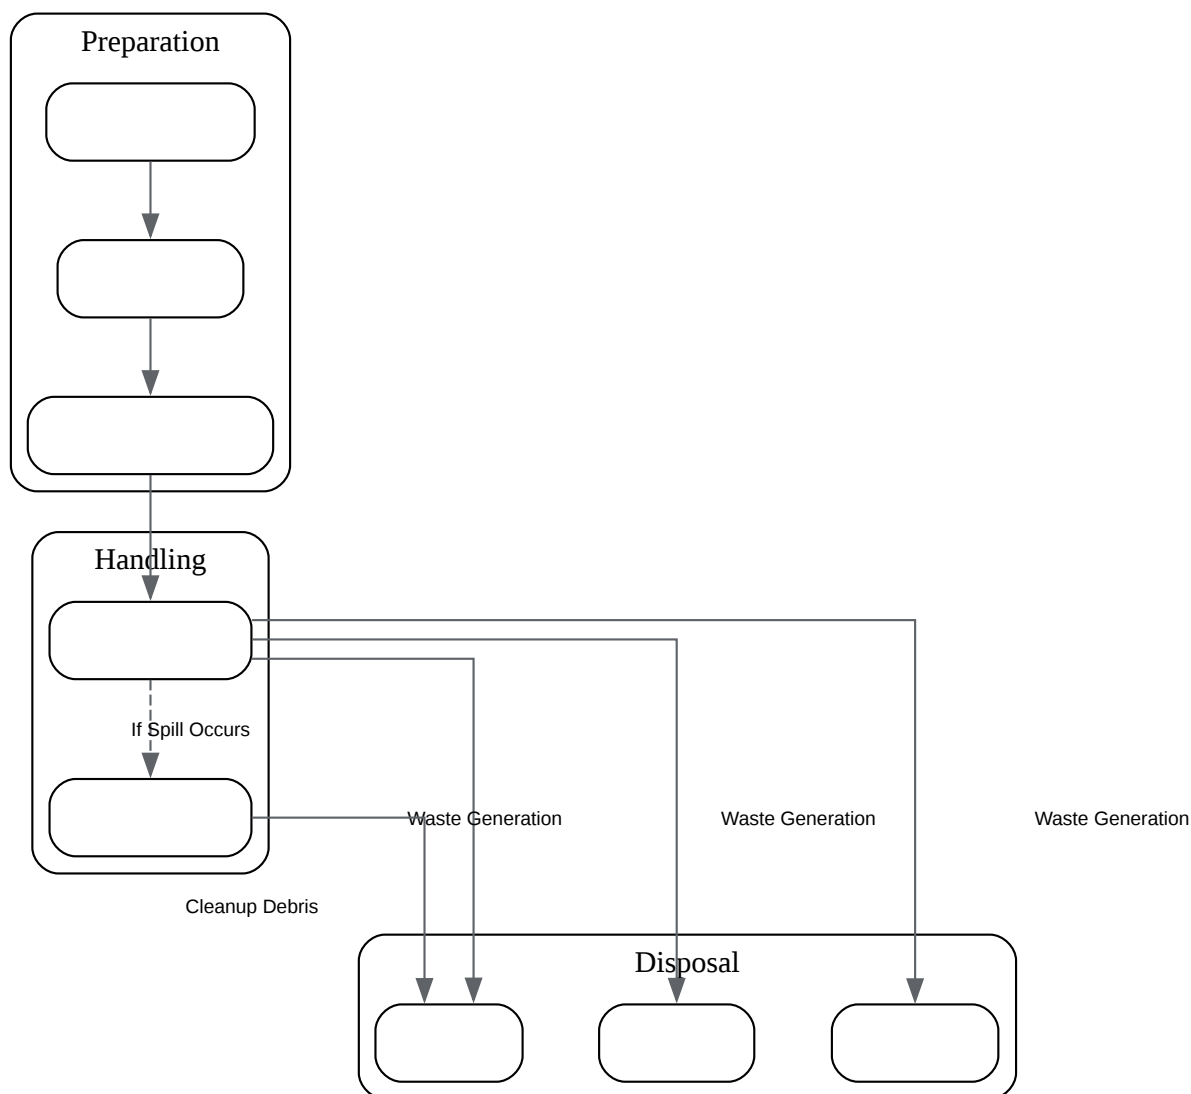 Preparation
Handling
If Spill Occurs
Waste Generation
Waste Generation
Waste Generation
Cleanup Debris
Disposal